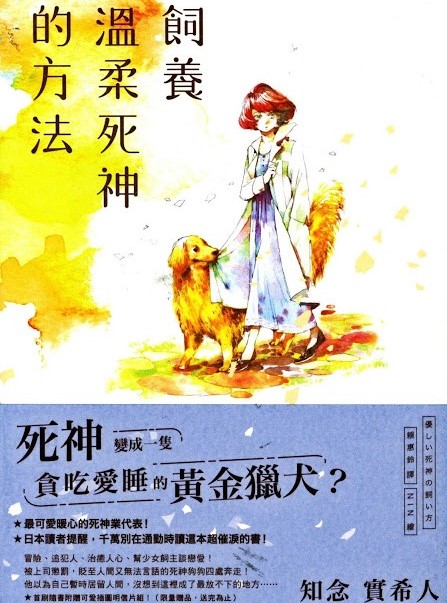 飼養
溫柔死神
的方法
死神 變成一隻
貪吃愛睡的黃金獵犬？
★最可愛暖心的死神業代表！
★日本讀者提醒，千萬別在通勤時讀這本超催淚的書！
冒險、追犯人、治癒人心、幫少女飼主談戀愛！
被上司懲罰，貶至人間又無法言語的死神狗狗四處奔走！
他以為自己暫時居留人間，沒想到這裡成了最放不下的地方……
★首刷隨書附贈可愛插圖明信片組！（限量贈品，送完為止）
優しい死神の飼い方
賴惠鈴 譯
NN 繪
知念 實希人